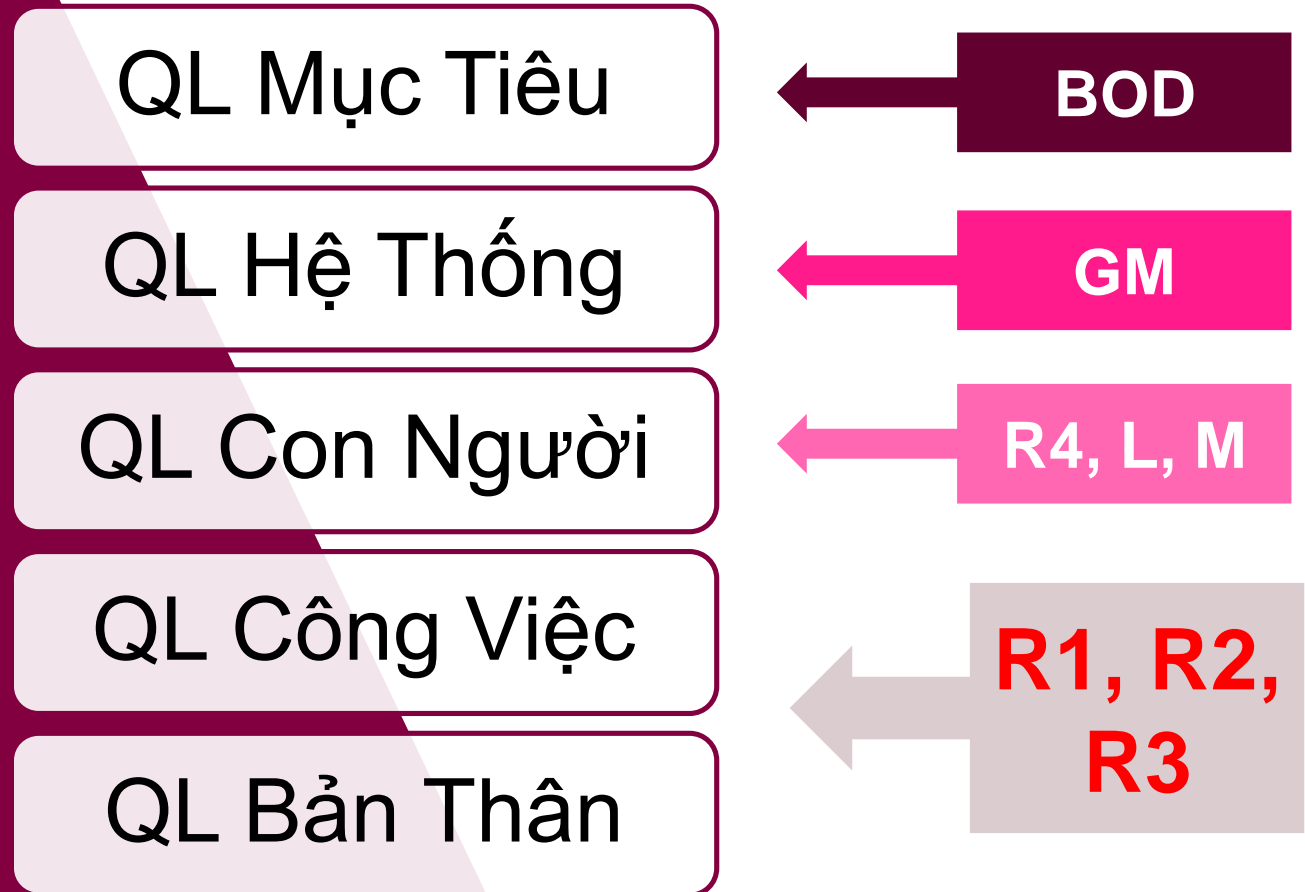 QL Mục Tiêu
BOD
QL Hệ Thống
GM
QL Con Người
R4, L, M
QL Công Việc
R1, R2,
R3
QL Bản Thân